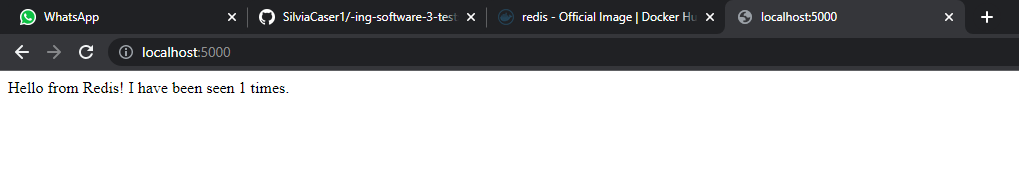 WhatsApp
SilviaCaser1/-ing-software-3-test
redis - Official Image | Docker Hu
localhost:5000
localhost:5000
Hello from Redis! I have been seen 1 times.